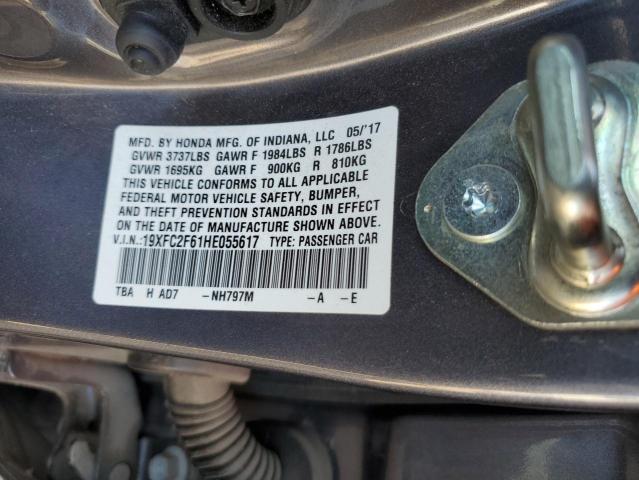 MFD. BY HONDA MFG. OF INDIANA, LLC 05/'17
GVWR 3737LBS GAWR F 1984LBS R 1786LBS
GVWR 1695KG GAWR F 900KG R 810KG
THIS VEHICLE CONFORMS TO ALL APPLICABLE
FEDERAL MOTOR VEHICLE SAFETY, BUMPER,
AND THEFT PREVENTION STANDARDS IN EFFECT
ON THE DATE OF MANUFACTURE SHOWN ABOVE.
V.I.N.:19XFC2F61HE055617 TYPE: PASSENGER CAR
TBA H AD7 -NH797M -A -E